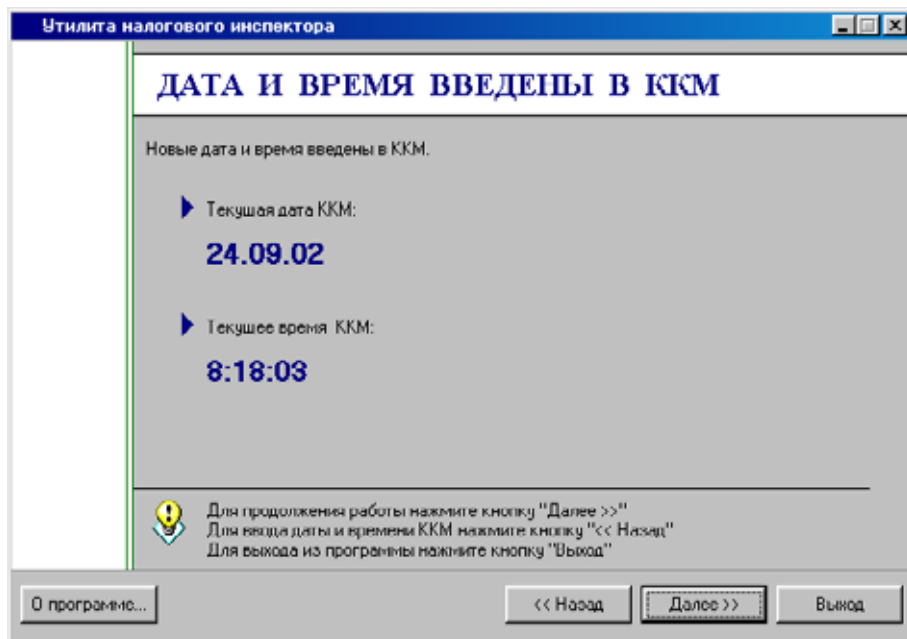 Утилита налогового инспектора
ДАТА И ВРЕМЯ ВВЕДЕНЫ В ККМ
Новые дата и время введены в ККМ.
Текущая дата ККМ:
24.09.02
Текущее время ККМ:
8:18:03
Для продолжения работы нажмите кнопку "Далее >>"
Для ввода даты и времени ККМ нажмите кнопку "<< Назад"
Для выхода из программы нажмите кнопку "Выход"
О программе...
<< Назад
Далее >>
Выход